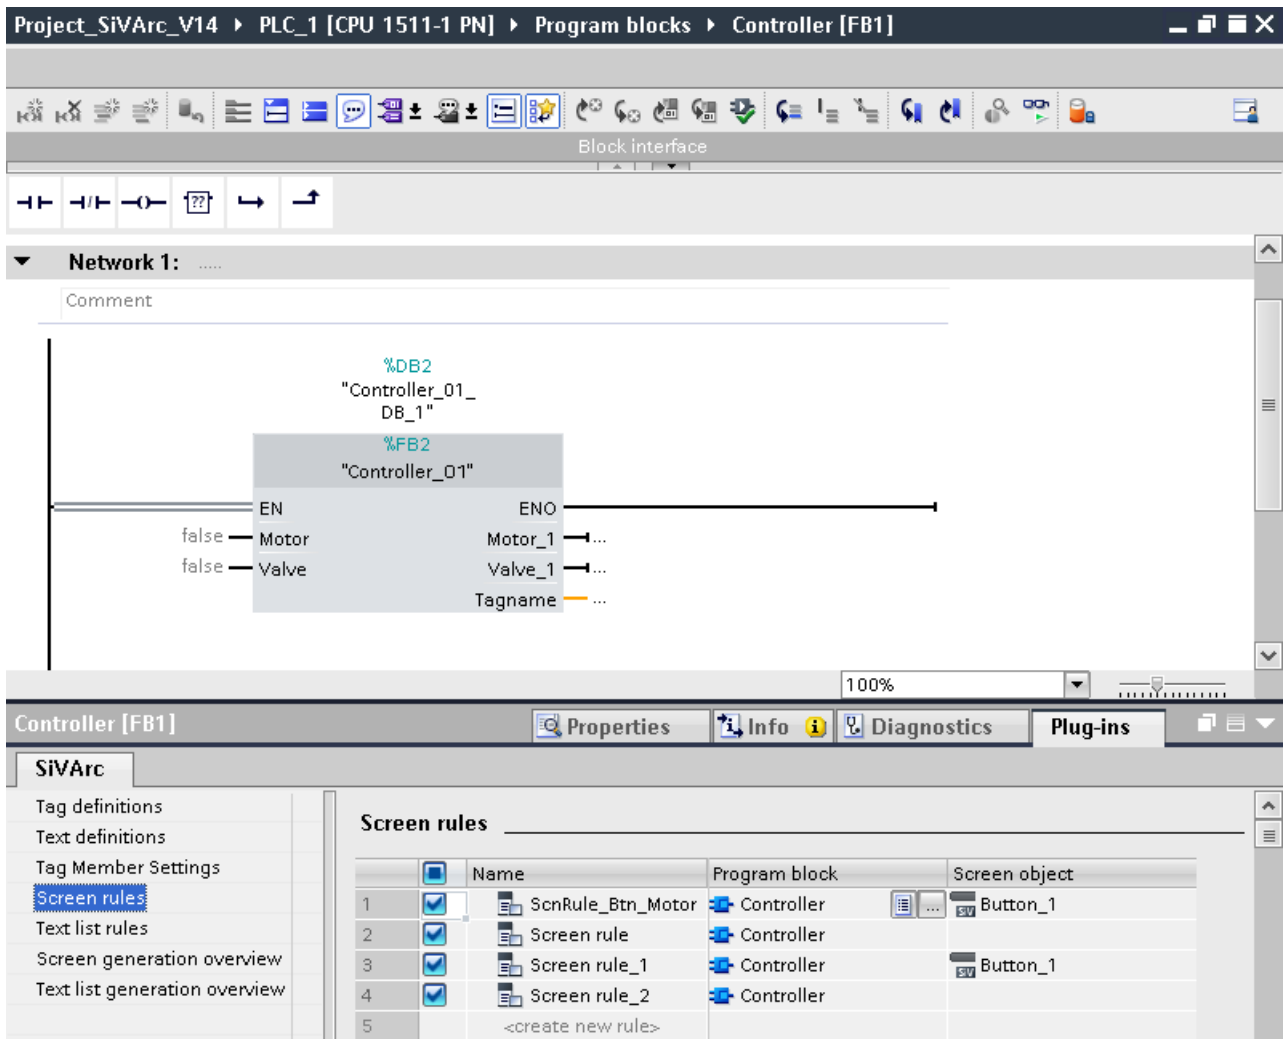 Project_SiVArc_V14 ▸ PLC_1 [CPU 1511-1 PN] ▸ Program blocks ▸ Controller [FB1]
Block interface
??
Network 1: .....
Comment
%DB2
"Controller_01_
DB_1"
%FB2
"Controller_01"
EN ENO
false Motor Motor_1 ...
false Valve Valve_1 ...
Tagname ...
100%
Controller [FB1] Properties Info Diagnostics Plug-ins
SiVArc
Tag definitions
Text definitions
Tag Member Settings
Screen rules
Text list rules
Screen generation overview
Text list generation overview
Screen rules
Name Program block Screen object
1 ScnRule_Btn_Motor Controller ... SIV Button_1
2 Screen rule Controller
3 Screen rule_1 Controller SIV Button_1
4 Screen rule_2 Controller
5 <create new rule>